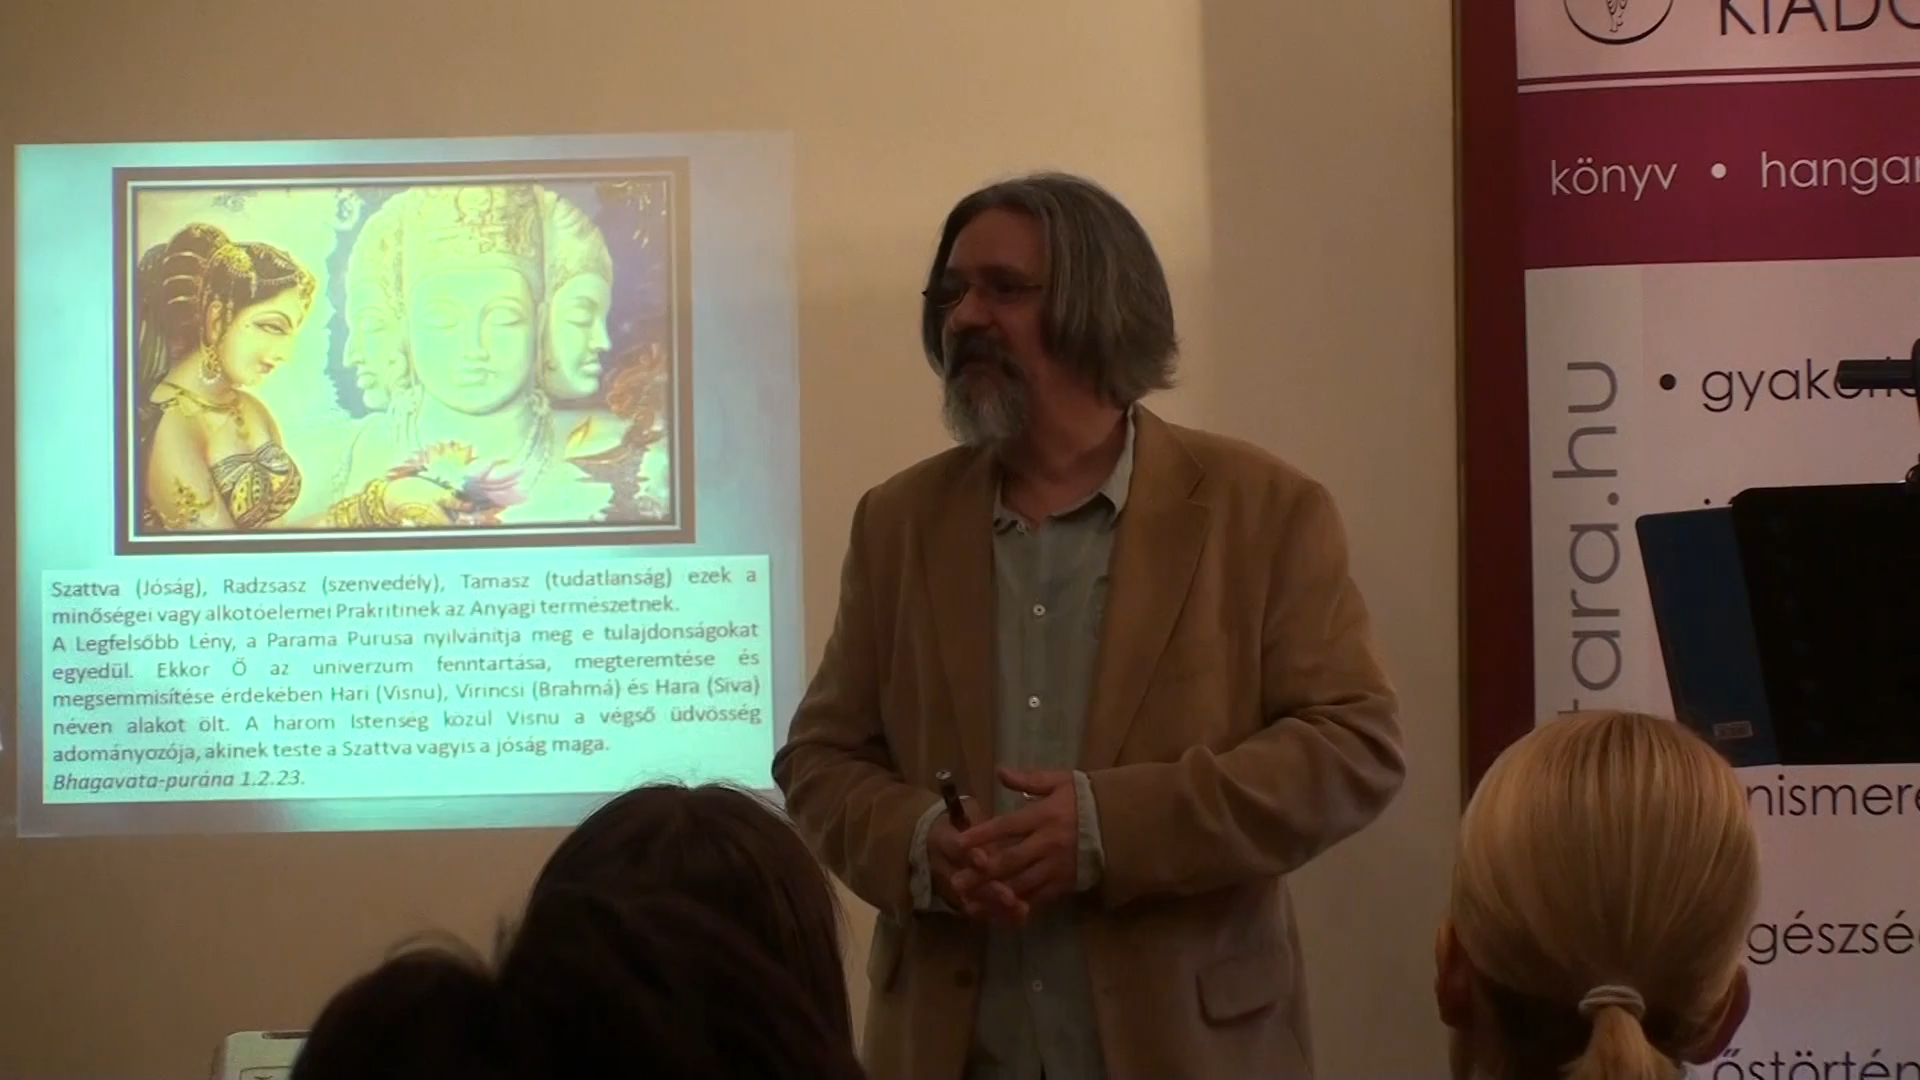 Szattva (Jóság), Radzsasz (szenvedély), Tamasz (tudatlanság) ezek a
minőségei vagy alkotóelemei Prakritinek az Anyagi természetnek.
A Legfelsőbb Lény, a Parama Purusa nyilvánítja meg e tulajdonságokat
egyedül. Ekkor Ő az univerzum fenntartása, megteremtése és
megsemmisítése érdekében Hari (Visnu), Virincsi (Brahmá) és Hara (Síva)
néven alakot ölt. A három Istenség közül Visnu a végső üdvösség
adományozója, akinek teste a Szattva vagyis a jóság maga.
Bhagavata-purána 1.2.23.
KIADÓ
könyv • hangan
tara.hu
• gyako
nismere
gészsé
őstörtén